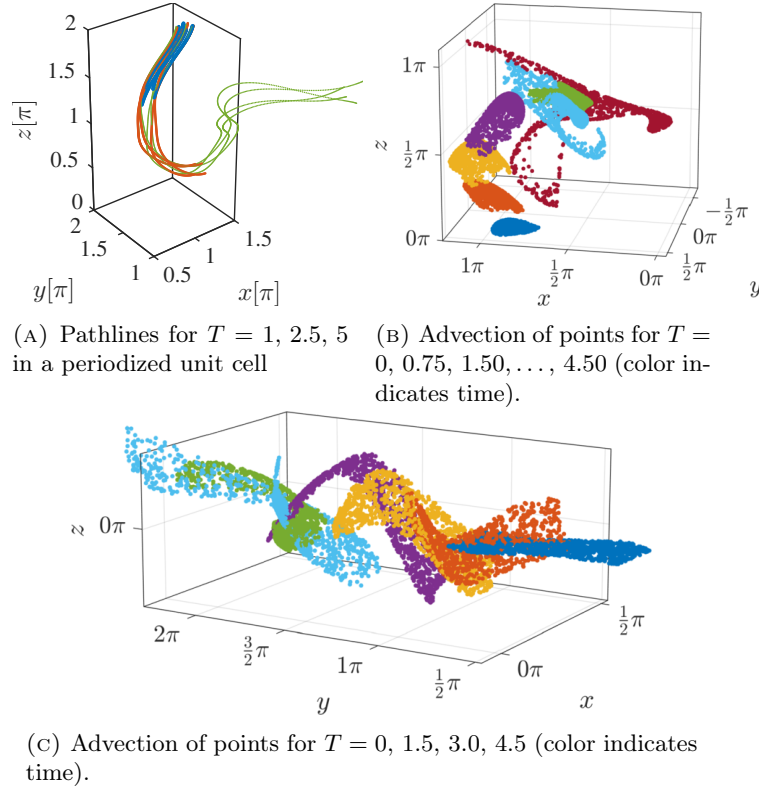 2
1.5
1
0.5
0
z[π]
2
1.5
1
y[π]
0.5
1
1.5
x[π]
1π
½π
0π
z
1π
½π
0π
x
-½π
0π
½π
y
(A) Pathlines for T = 1, 2.5, 5
in a periodized unit cell
(B) Advection of points for T =
0, 0.75, 1.50,..., 4.50 (color in-
dicates time).
z
0π
2π
3/2π
1π
½π
y
0π
½π
x
(C) Advection of points for T = 0, 1.5, 3.0, 4.5 (color indicates
time).